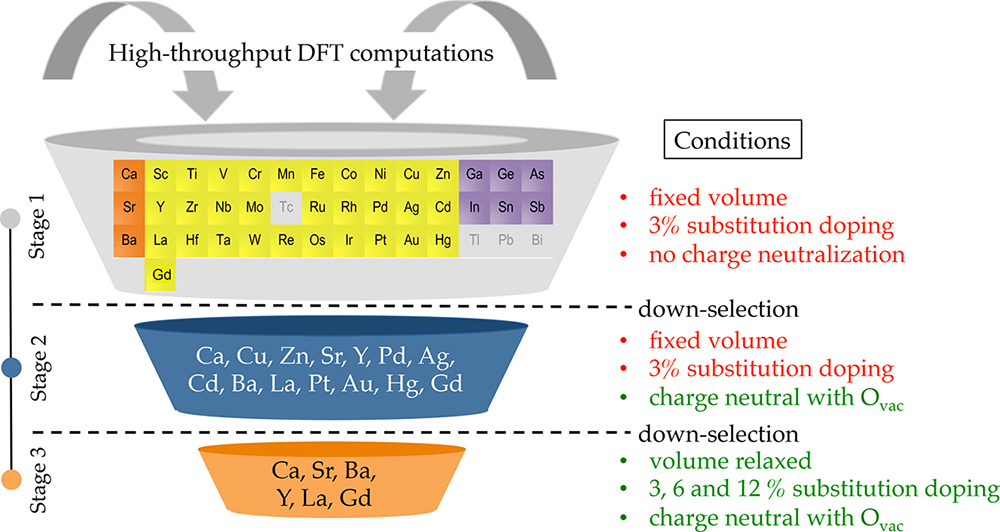 High-throughput DFT computations
Conditions
Ca Sc Ti V Cr Mn Fe Co Ni Cu Zn Ga Ge As
Sr Y Zr Nb Mo Tc Ru Rh Pd Ag Cd In Sn Sb
Ba La Hf Ta W Re Os Ir Pt Au Hg Tl Pb Bi
Gd
Stage 1
• fixed volume
• 3% substitution doping
• no charge neutralization
down-selection
Stage 2
Ca, Cu, Zn, Sr, Y, Pd, Ag,
Cd, Ba, La, Pt, Au, Hg, Gd
• fixed volume
• 3% substitution doping
• charge neutral with Ovac
down-selection
Stage 3
Ca, Sr, Ba,
Y, La, Gd
• volume relaxed
• 3, 6 and 12 % substitution doping
• charge neutral with Ovac